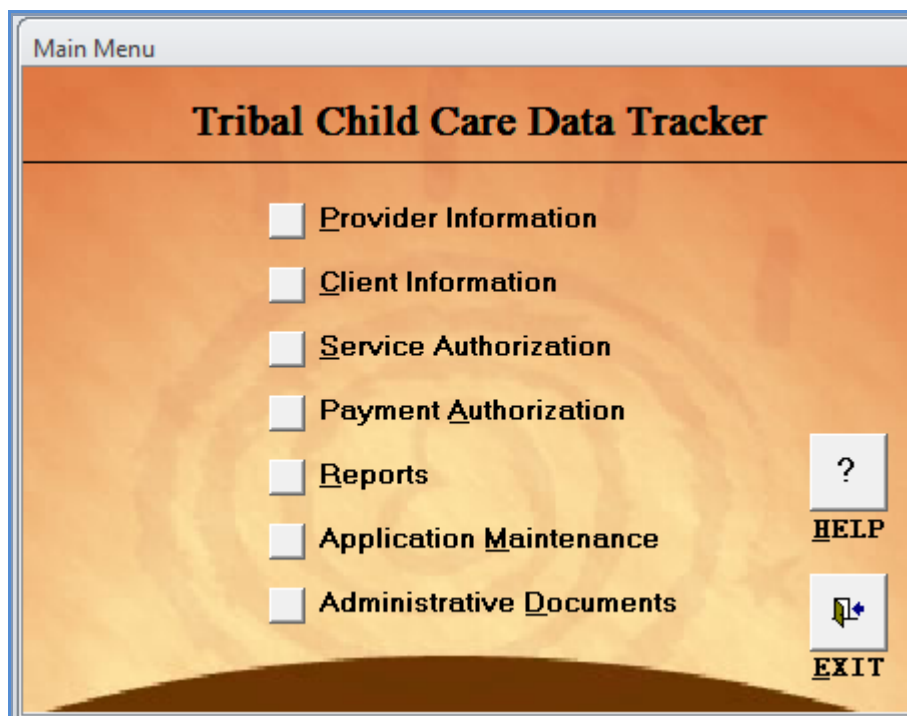 Main Menu
Tribal Child Care Data Tracker
Provider Information
Client Information
Service Authorization
Payment Authorization
Reports
Application Maintenance
Administrative Documents
?
HELP
EXIT